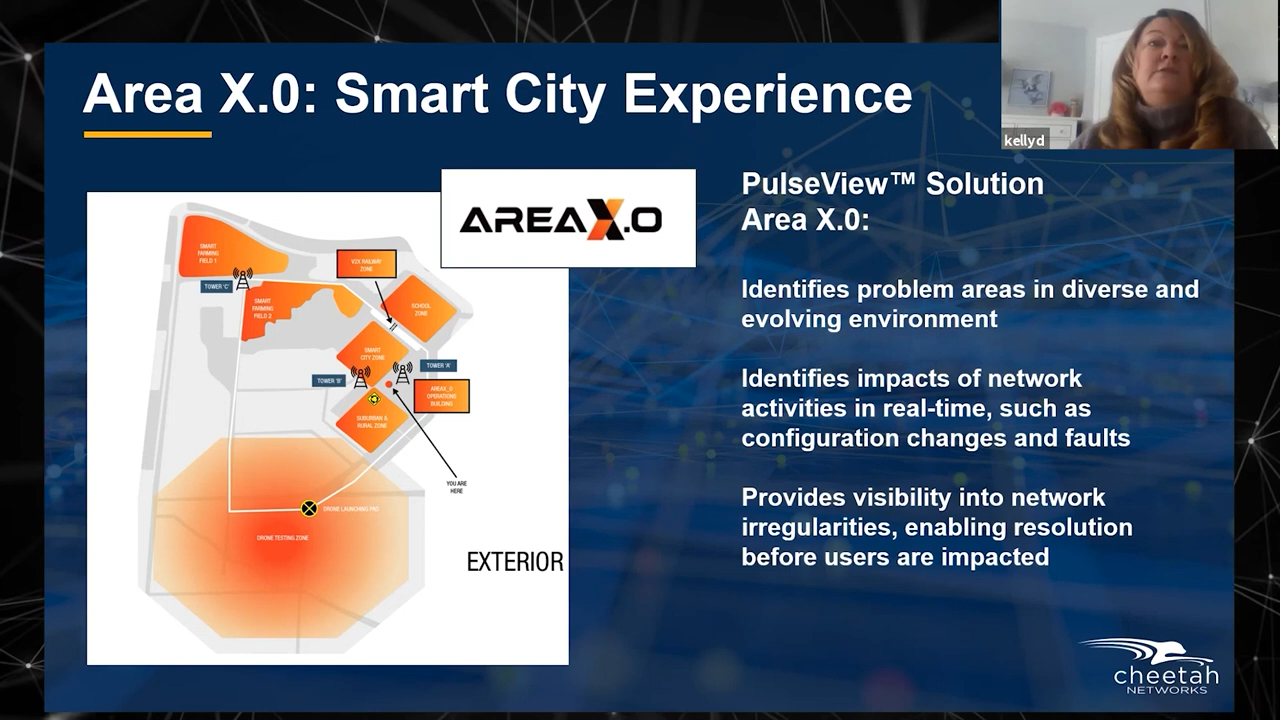 Area X.0: Smart City Experience
kellyd
AREAX.O
PulseView™ Solution
Area X.0:
Identifies problem areas in diverse and
evolving environment
Identifies impacts of network
activities in real-time, such as
configuration changes and faults
Provides visibility into network
irregularities, enabling resolution
before users are impacted
SMART
FARMING
FIELD 1
TOWER 'C'
V2X RAILWAY
ZONE
SMART
FARMING
FIELD 2
SCHOOL
ZONE
SMART
CITY ZONE
TOWER 'A'
TOWER 'B'
AREAX_O
OPERATIONS
BUILDING
SUBURBAN &
RURAL ZONE
YOU ARE
HERE
DRONE LAUNCHING PAD
DRONE TESTING ZONE
EXTERIOR
cheetah
NETWORKS